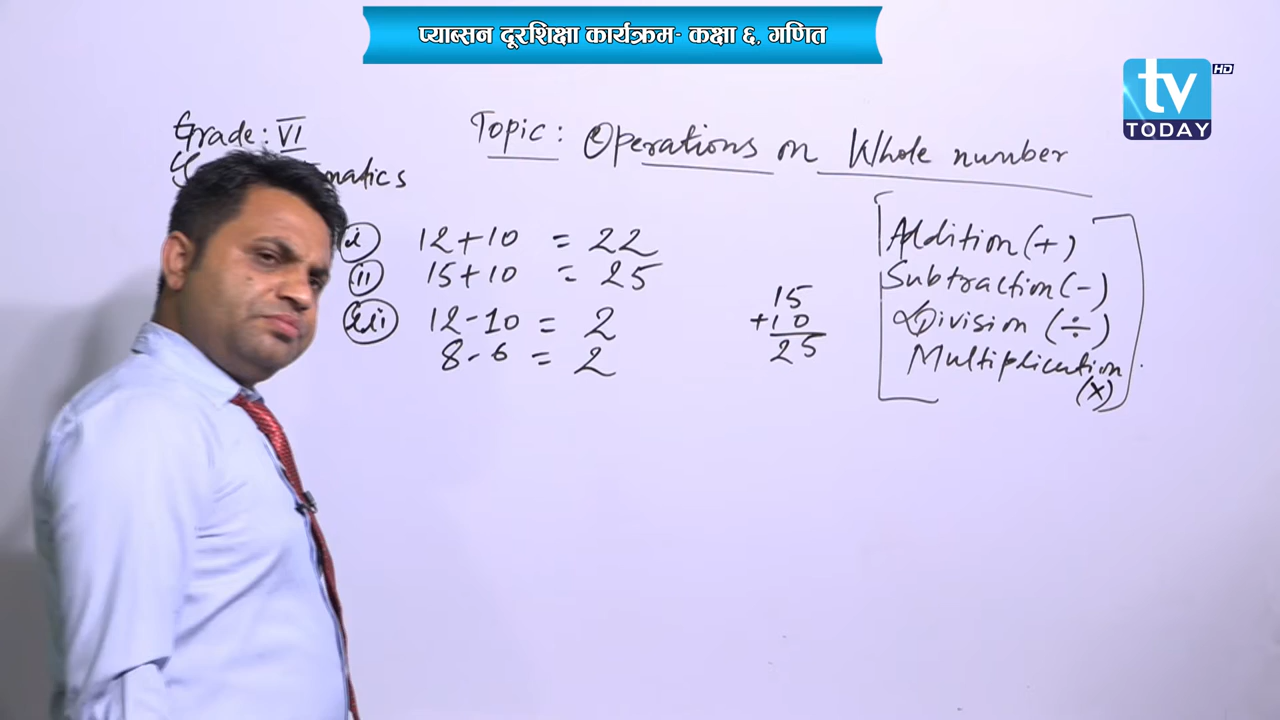 प्याब्सन दूरशिक्षा कार्यक्रम- कक्षा ६, गणित
tv HD
TODAY
Grade: VI
Topic: Operations on Whole number
matics
i 12+10 = 22
ii 15+10 = 25
iii 12-10 = 2
8-6 = 2
15
+10
25
Addition (+)
Subtraction (-)
Division (÷)
Multiplication
(x)